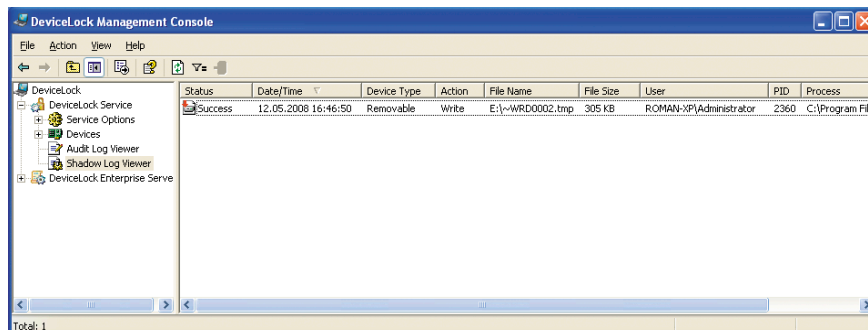 DeviceLock Management Console
File Action View Help
DeviceLock
DeviceLock Service
Service Options
Devices
Audit Log Viewer
Shadow Log Viewer
DeviceLock Enterprise Serve
Status Date/Time Device Type Action File Name File Size User PID Process
Success 12.05.2008 16:46:50 Removable Write E:\~WRD0002.tmp 305 KB ROMAN-XP\Administrator 2360 C:\Program Fil
Total: 1